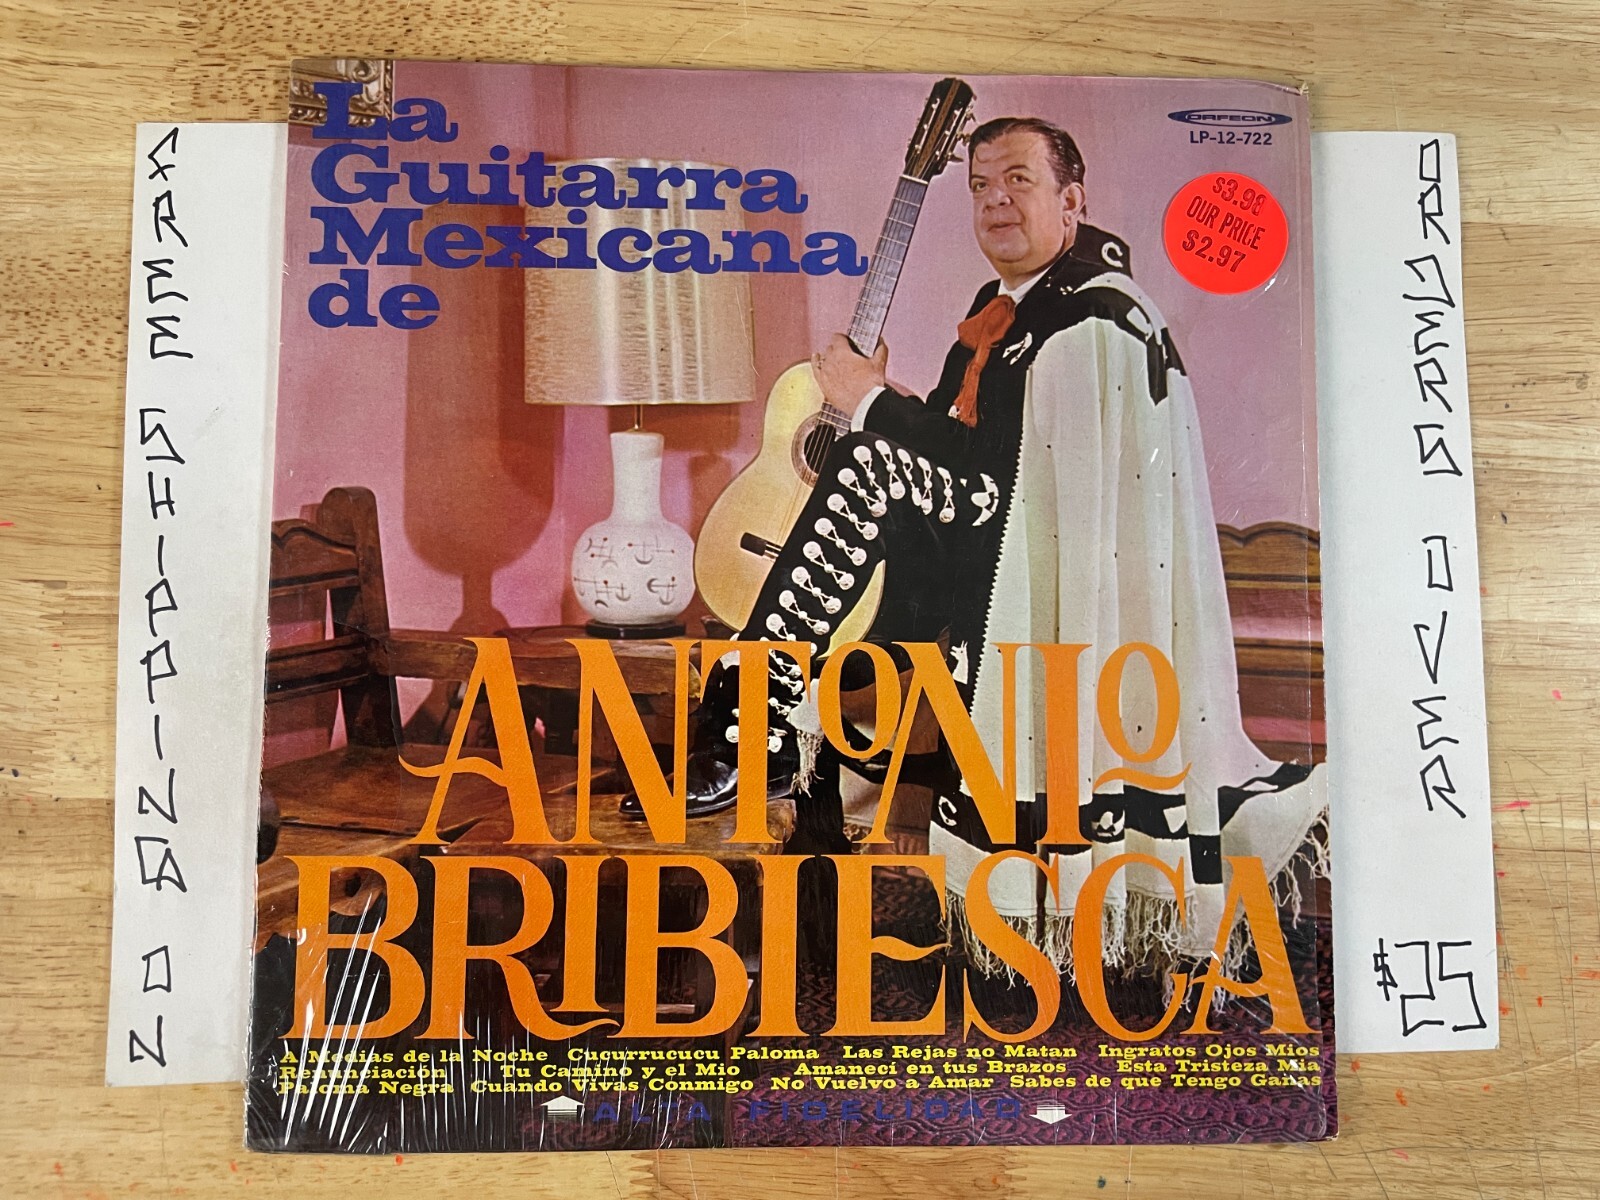 FREE SHIPPING ON
ORDERS OVER
$25
La
Guitarra
Mexicana
de
ORFEON
LP-12-722
$3.98
OUR PRICE
$2.97
ANTONIO
BRIBIESCA
A Medias de la Noche Cucurrucucu Paloma Las Rejas no Matan Ingratos Ojos Mios
Renunciación Tu Camino y el Mio Amanecí en tus Brazos Esta Tristeza Mia
Paloma Negra Cuando Vivas Conmigo No Vuelvo a Amar Sabes de que Tengo Ganas
ALTA FIDELIDAD